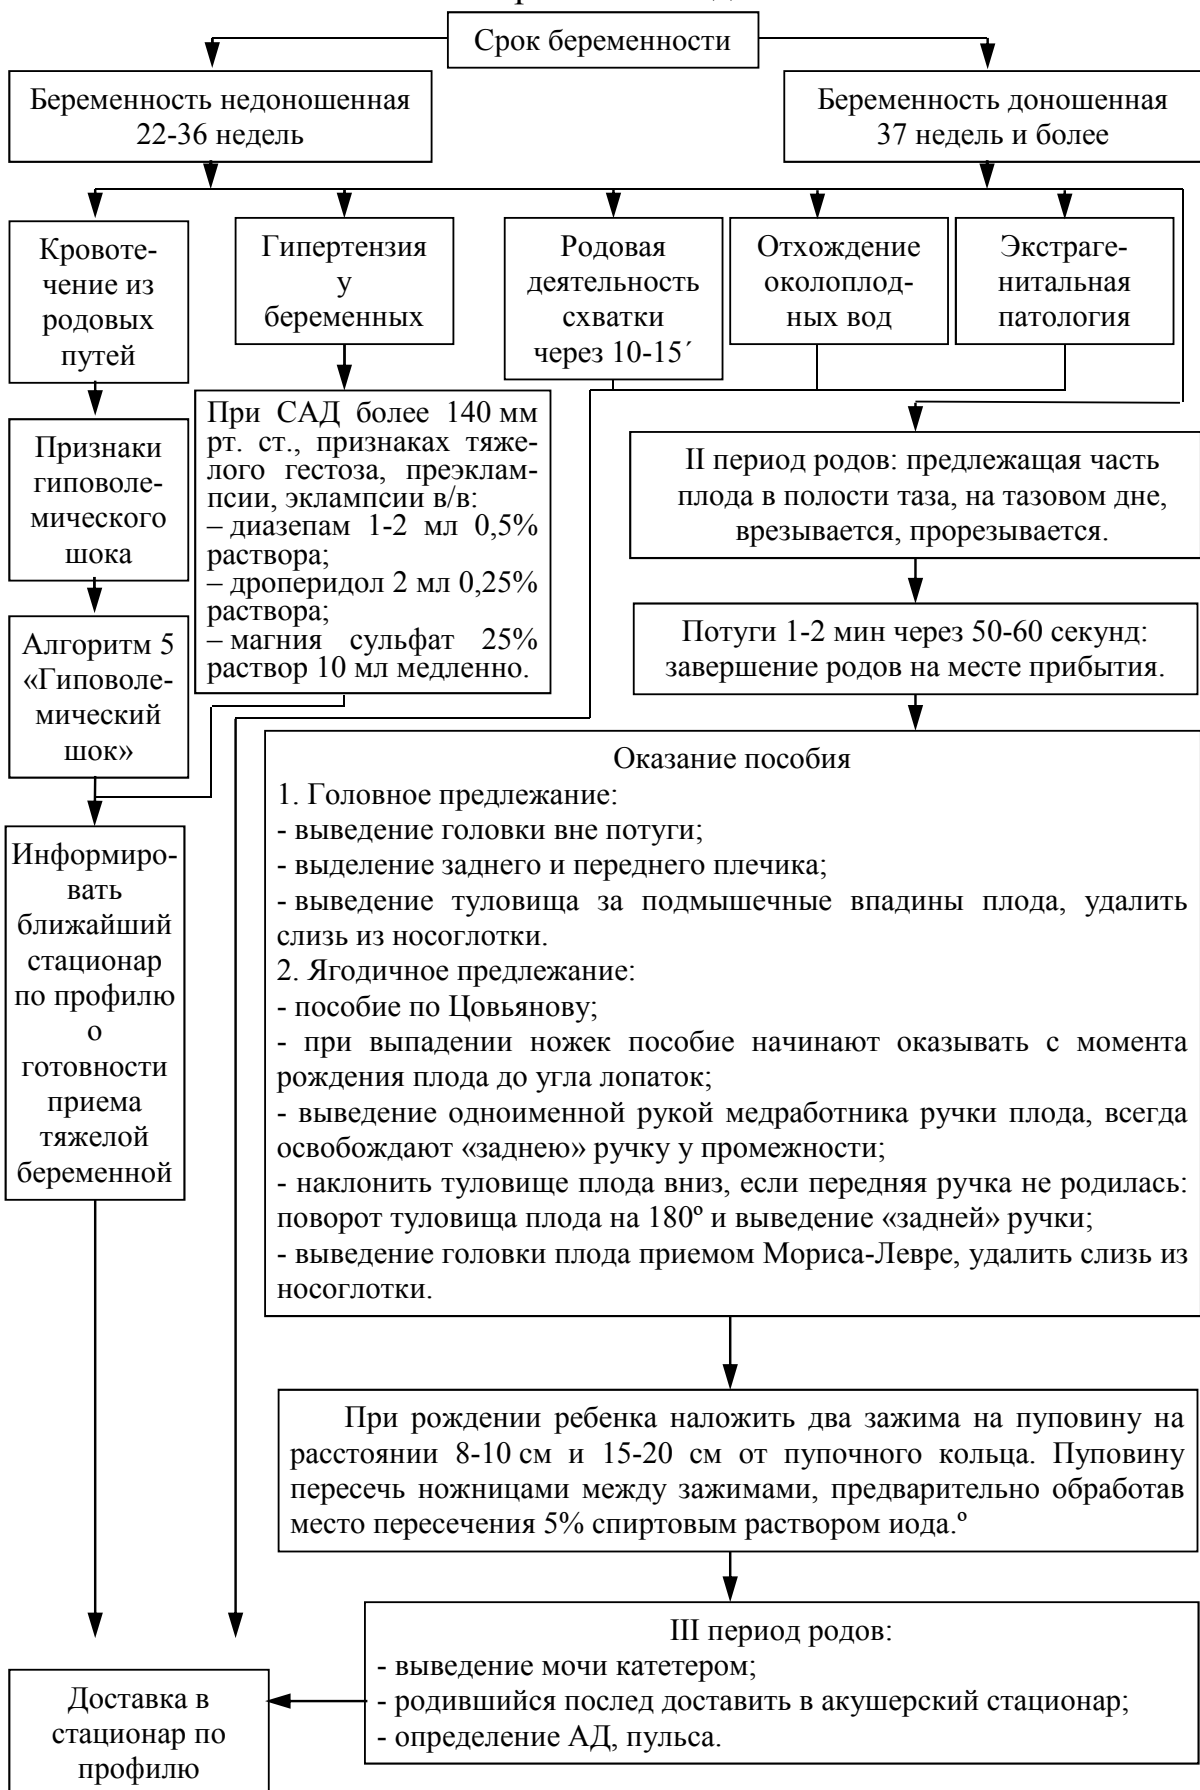 Срок беременности
Беременность недоношенная
22-36 недель
Беременность доношенная
37 недель и более
Кровоте-
чение из
родовых
путей
Гипертензия
у
беременных
Родовая
деятельность
схватки
через 10-15´
Отхождение
околоплод-
ных вод
Экстраге-
нитальная
патология
Признаки
гиповоле-
мического
шока
При САД более 140 мм
рт. ст., признаках тяже-
лого гестоза, преэклам-
псии, эклампсии в/в:
– диазепам 1-2 мл 0,5%
раствора;
– дроперидол 2 мл 0,25%
раствора;
– магния сульфат 25%
раствор 10 мл медленно.
II период родов: предлежащая часть
плода в полости таза, на тазовом дне,
врезывается, прорезывается.
Алгоритм 5
«Гиповоле-
мический
шок»
Потуги 1-2 мин через 50-60 секунд:
завершение родов на месте прибытия.
Оказание пособия
1. Головное предлежание:
- выведение головки вне потуги;
- выделение заднего и переднего плечика;
- выведение туловища за подмышечные впадины плода, удалить
слизь из носоглотки.
2. Ягодичное предлежание:
- пособие по Цовьянову;
- при выпадении ножек пособие начинают оказывать с момента
рождения плода до угла лопаток;
- выведение одноименной рукой медработника ручки плода, всегда
освобождают «заднею» ручку у промежности;
- наклонить туловище плода вниз, если передняя ручка не родилась:
поворот туловища плода на 180º и выведение «задней» ручки;
- выведение головки плода приемом Мориса-Левре, удалить слизь из
носоглотки.
Информиро-
вать
ближайший
стационар
по профилю
о
готовности
приема
тяжелой
беременной
При рождении ребенка наложить два зажима на пуповину на
расстоянии 8-10 см и 15-20 см от пупочного кольца. Пуповину
пересечь ножницами между зажимами, предварительно обработав
место пересечения 5% спиртовым раствором иода.º
III период родов:
- выведение мочи катетером;
- родившийся послед доставить в акушерский стационар;
- определение АД, пульса.
Доставка в
стационар по
профилю